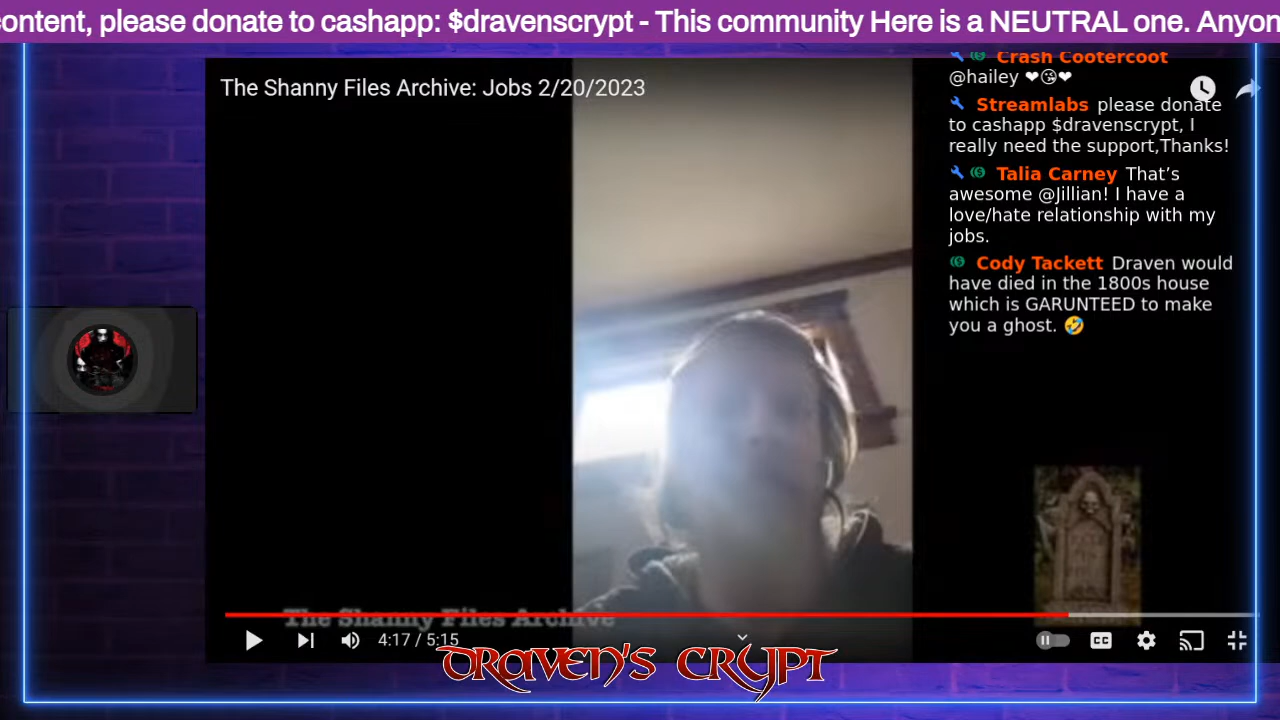 ontent, please donate to cashapp: $dravenscrypt - This community Here is a NEUTRAL one. Anyon
The Shanny Files Archive: Jobs 2/20/2023
Crash Cootercoot
@hailey ❤😘❤
Streamlabs please donate
to cashapp $dravenscrypt, I
really need the support,Thanks!
Talia Carney That’s
awesome @Jillian! I have a
love/hate relationship with my
jobs.
Cody Tackett Draven would
have died in the 1800s house
which is GARUNTEED to make
you a ghost. 🤣
The Shanny Files Archive
4:17 / 5:15
CC
DRAVEN'S CRYPT